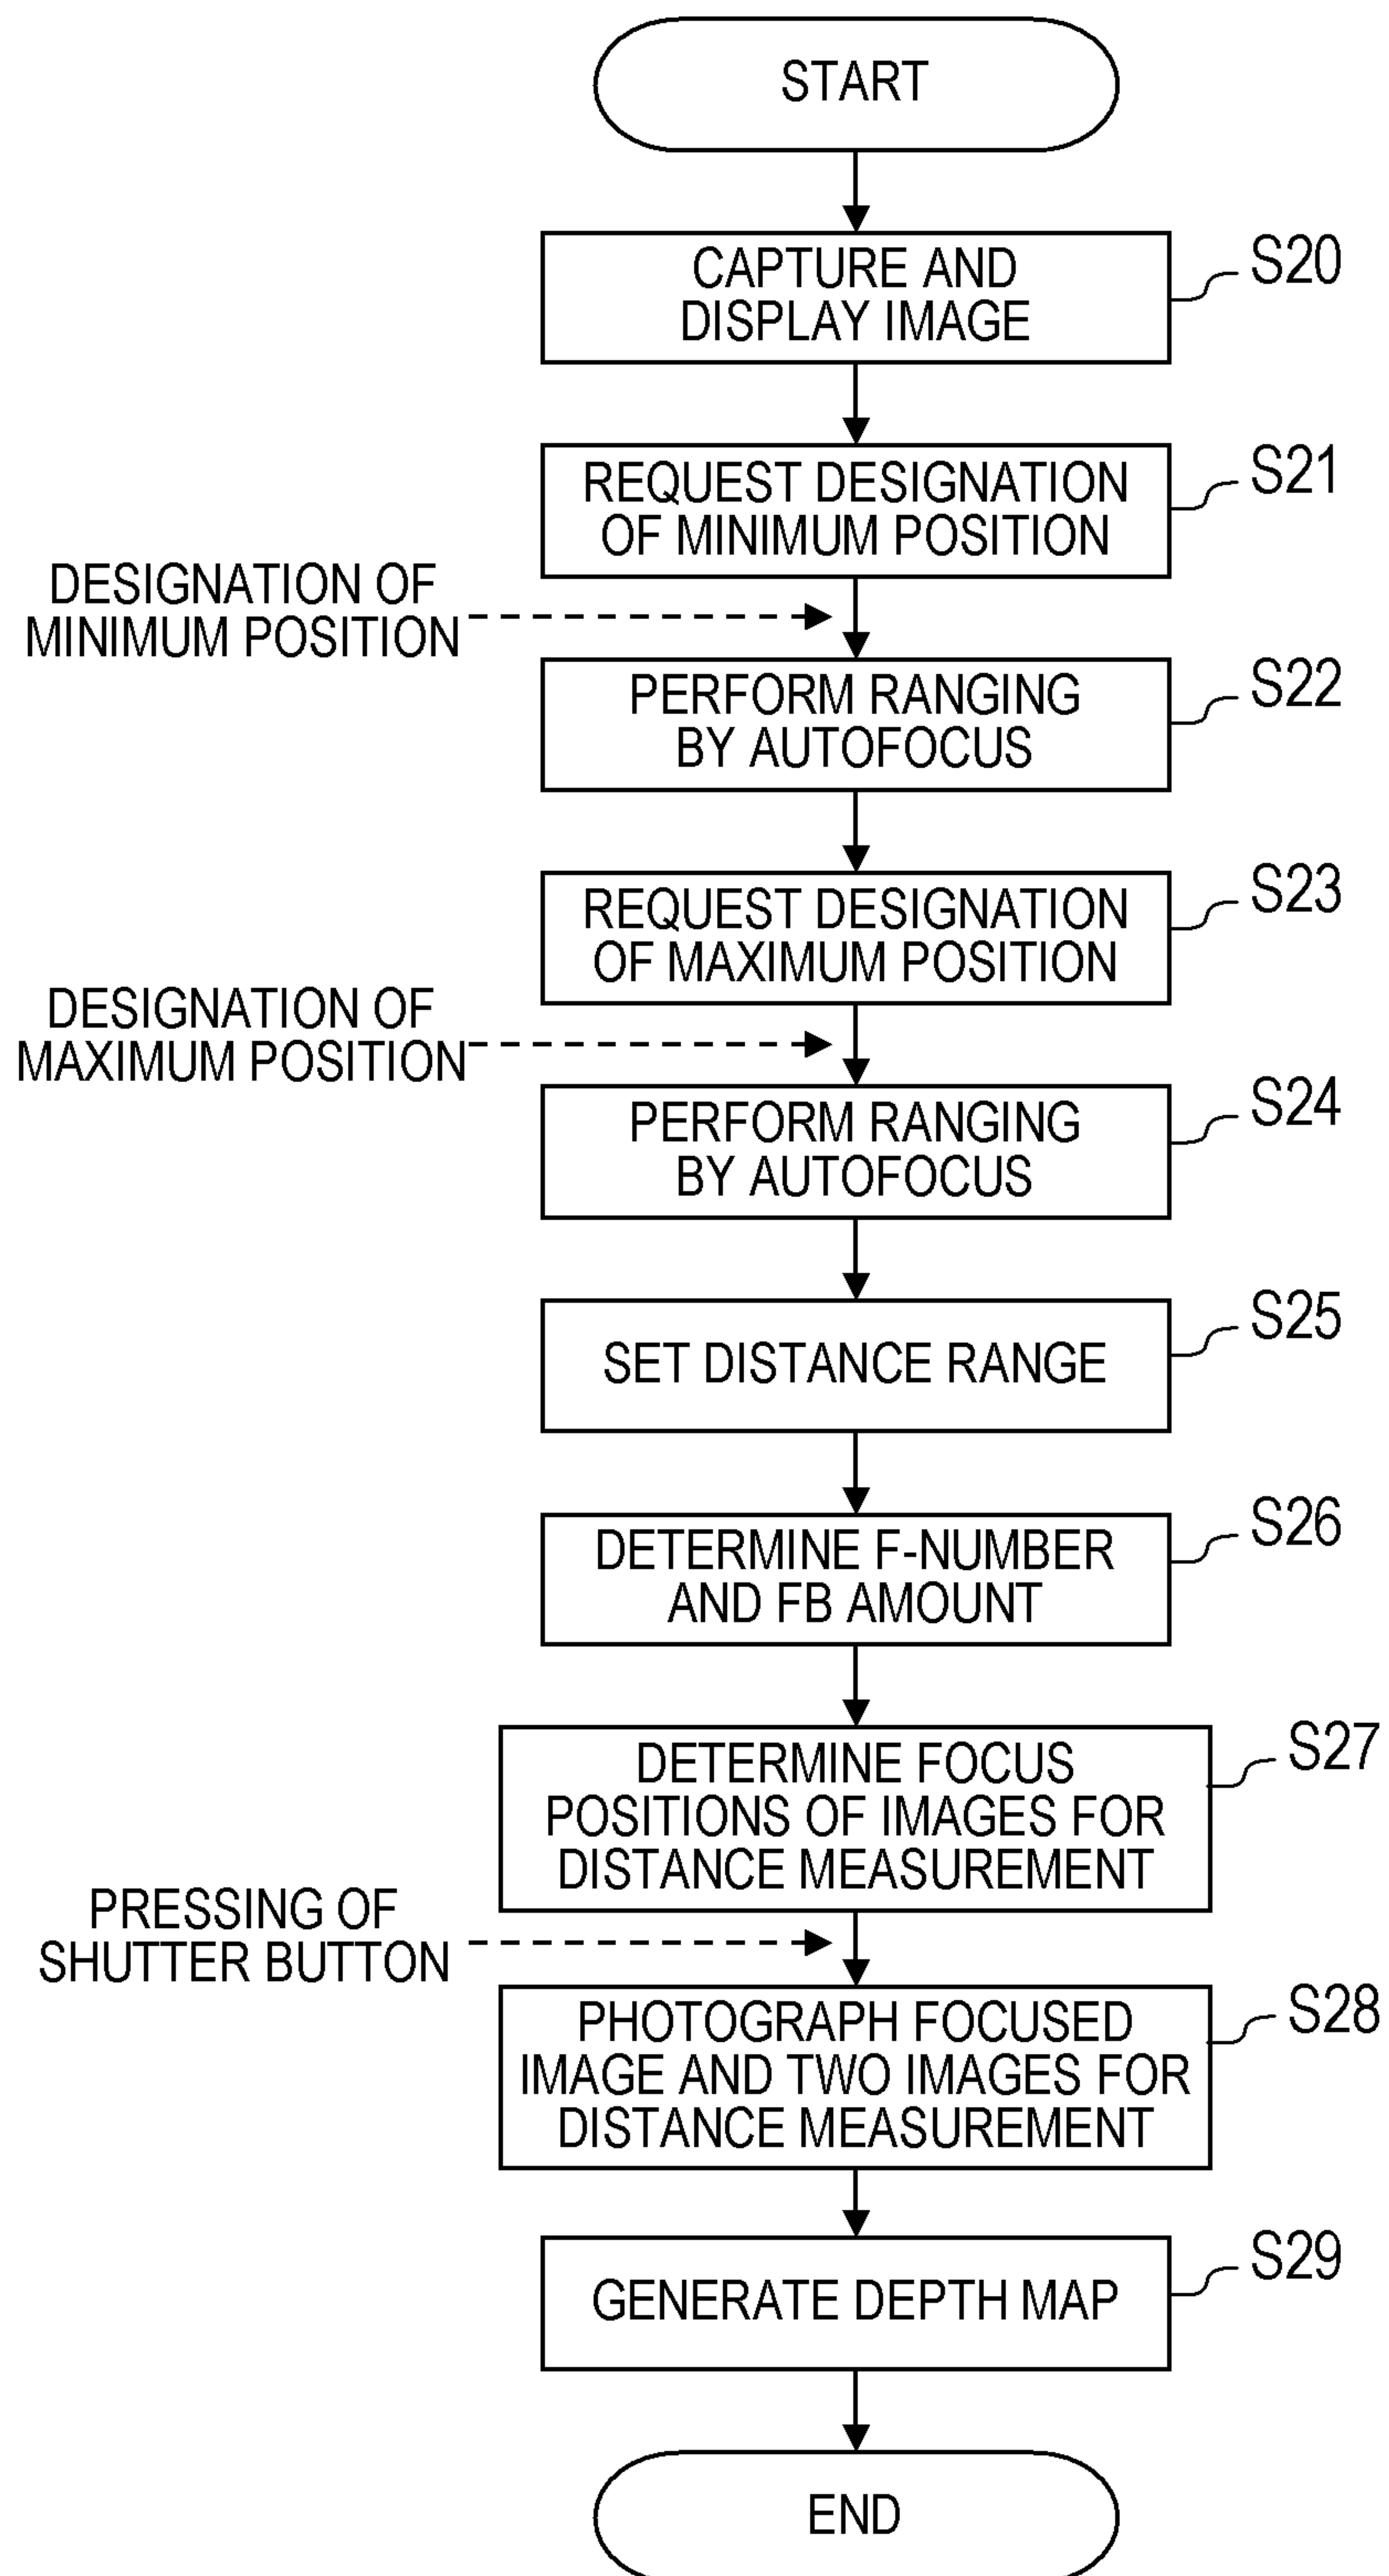 START
CAPTURE AND
DISPLAY IMAGE
S20
REQUEST DESIGNATION
OF MINIMUM POSITION
S21
DESIGNATION OF
MINIMUM POSITION
PERFORM RANGING
BY AUTOFOCUS
S22
REQUEST DESIGNATION
OF MAXIMUM POSITION
S23
DESIGNATION OF
MAXIMUM POSITION
PERFORM RANGING
BY AUTOFOCUS
S24
SET DISTANCE RANGE
S25
DETERMINE F-NUMBER
AND FB AMOUNT
S26
DETERMINE FOCUS
POSITIONS OF IMAGES FOR
DISTANCE MEASUREMENT
S27
PRESSING OF
SHUTTER BUTTON
PHOTOGRAPH FOCUSED
IMAGE AND TWO IMAGES FOR
DISTANCE MEASUREMENT
S28
GENERATE DEPTH MAP
S29
END